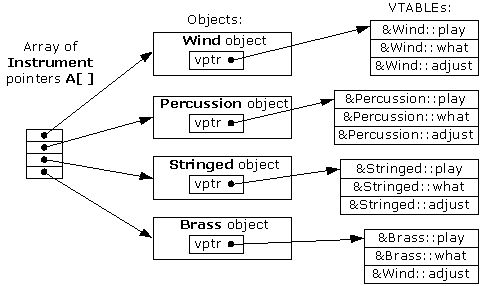 Objects:
VTABLEs:
Array of
Instrument
pointers A[ ]
Wind object
vptr
&Wind::play
&Wind::what
&Wind::adjust
Percussion object
vptr
&Percussion::play
&Percussion::what
&Percussion::adjust
Stringed object
vptr
&Stringed::play
&Stringed::what
&Stringed::adjust
Brass object
vptr
&Brass::play
&Brass::what
&Wind::adjust